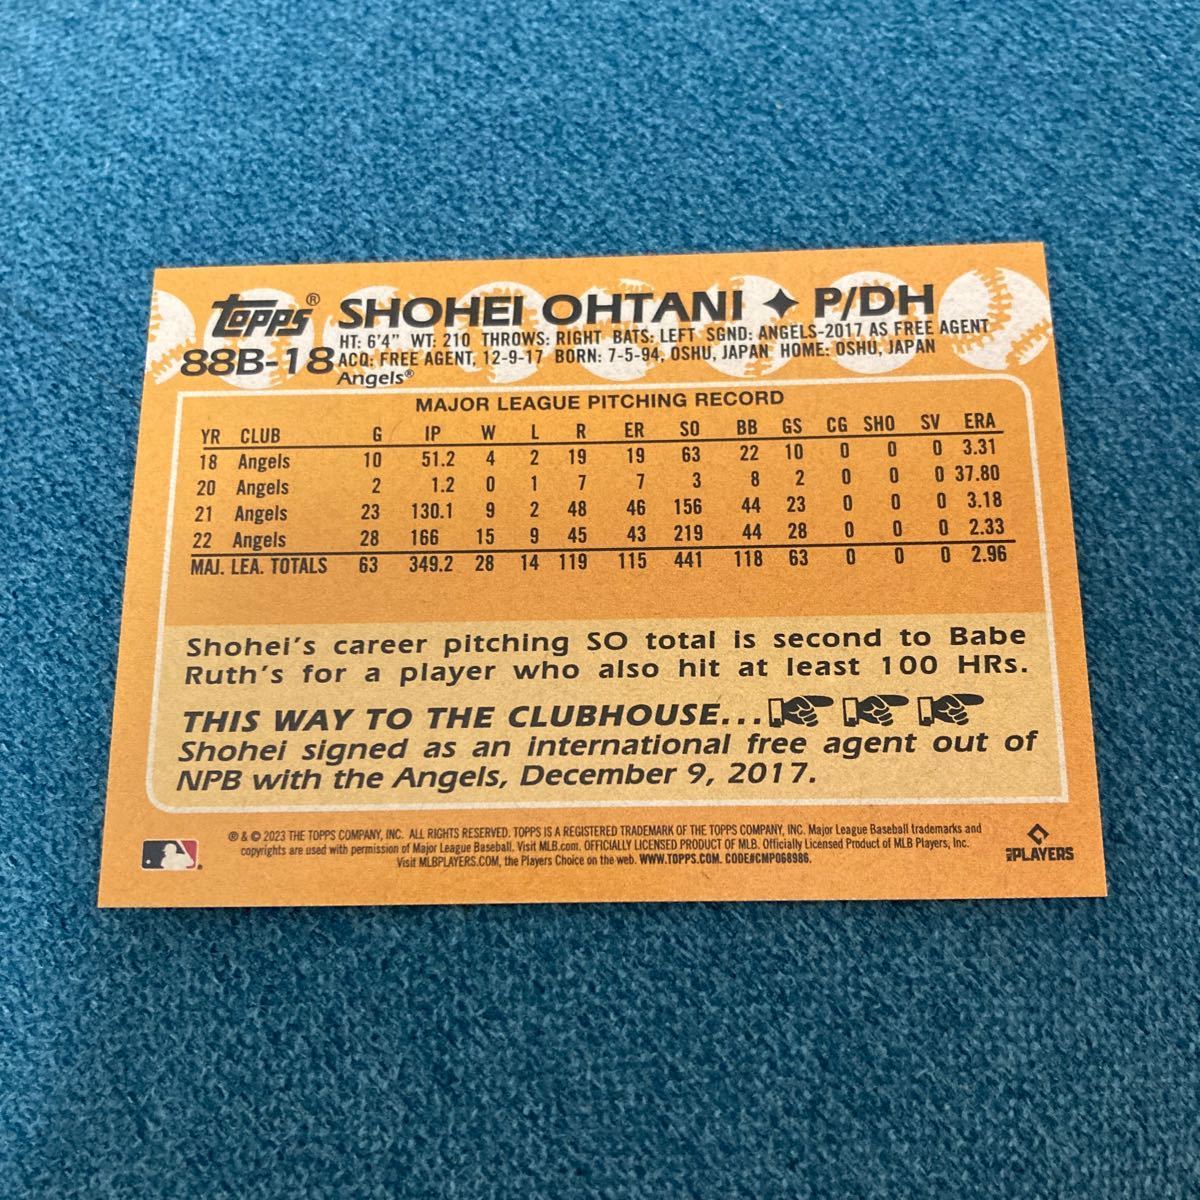 Topps® SHOHEI OHTANI ✦ P/DH
88B-18
HT: 6'4" WT: 210 THROWS: RIGHT BATS: LEFT SGND: ANGELS-2017 AS FREE AGENT
ACQ: FREE AGENT, 12-9-17 BORN: 7-5-94, OSHU, JAPAN HOME: OSHU, JAPAN
Angels®
MAJOR LEAGUE PITCHING RECORD
YR CLUB G IP W L R ER SO BB GS CG SHO SV ERA
18 Angels 10 51.2 4 2 19 19 63 22 10 0 0 0 3.31
20 Angels 2 1.2 0 1 7 7 3 8 2 0 0 0 37.80
21 Angels 23 130.1 9 2 48 46 156 44 23 0 0 0 3.18
22 Angels 28 166 15 9 45 43 219 44 28 0 0 0 2.33
MAJ. LEA. TOTALS 63 349.2 28 14 119 115 441 118 63 0 0 0 2.96
Shohei's career pitching SO total is second to Babe
Ruth's for a player who also hit at least 100 HRs.
THIS WAY TO THE CLUBHOUSE...
Shohei signed as an international free agent out of
NPB with the Angels, December 9, 2017.
® & © 2023 THE TOPPS COMPANY, INC. ALL RIGHTS RESERVED. TOPPS IS A REGISTERED TRADEMARK OF THE TOPPS COMPANY, INC. Major League Baseball trademarks and
copyrights are used with permission of Major League Baseball. Visit MLB.com. OFFICIALLY LICENSED PRODUCT OF MLB. Officially Licensed Product of MLB Players, Inc.
Visit MLBPLAYERS.COM, the Players Choice on the web. WWW.TOPPS.COM. CODE#CMP068986.
MLB PLAYERS